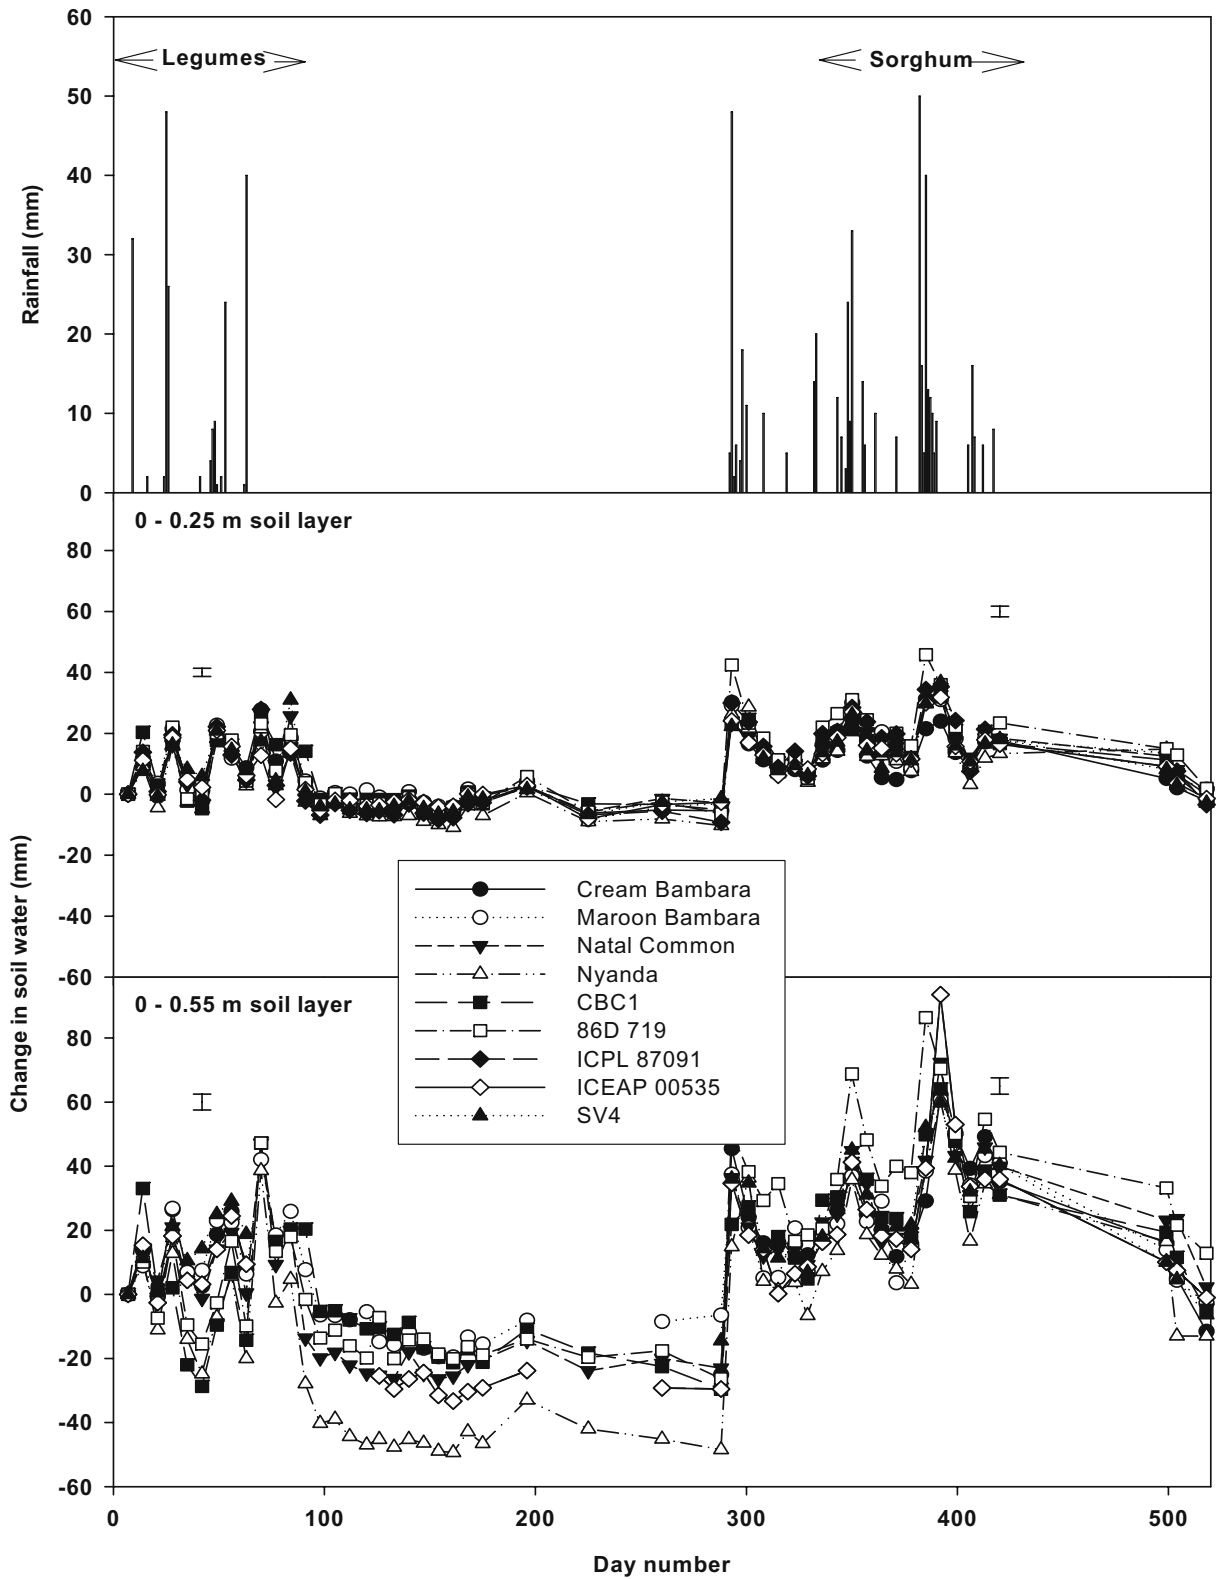 60
Legumes
Sorghum
50
40
30
20
10
0
Rainfall (mm)
0 - 0.25 m soil layer
80
60
40
20
0
-20
-40
-60
Change in soil water (mm)
Cream Bambara
Maroon Bambara
Natal Common
Nyanda
CBC1
86D 719
ICPL 87091
ICEAP 00535
SV4
0 - 0.55 m soil layer
80
60
40
20
0
-20
-40
-60
0 100 200 300 400 500
Day number